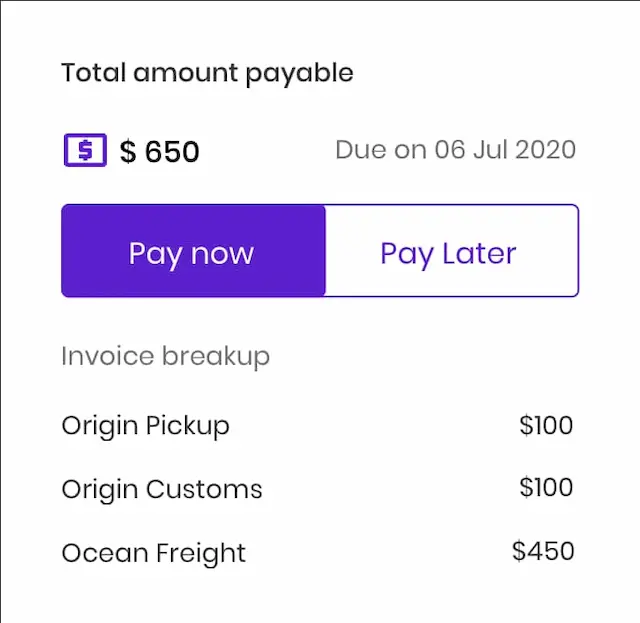 Total amount payable
$ $ 650 Due on 06 Jul 2020
Pay now Pay Later
Invoice breakup
Origin Pickup $100
Origin Customs $100
Ocean Freight $450